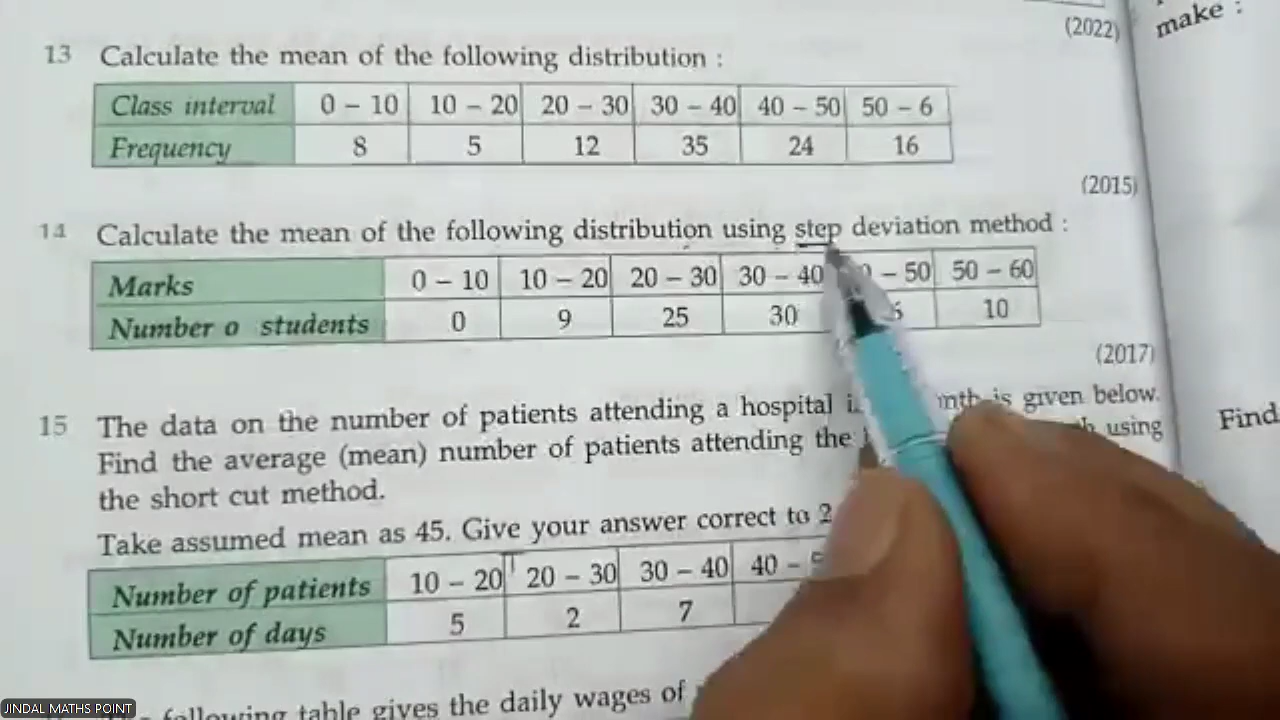 (2022)
make :
13 Calculate the mean of the following distribution :
Class interval 0 – 10 10 – 20 20 – 30 30 – 40 40 – 50 50 – 6
Frequency 8 5 12 35 24 16
(2015)
14 Calculate the mean of the following distribution using step deviation method :
Marks 0 – 10 10 – 20 20 – 30 30 – 40 – 50 50 – 60
Number o students 0 9 25 30 10
(2017)
15 The data on the number of patients attending a hospital is given below.
Find the average (mean) number of patients attending the using
the short cut method.
Take assumed mean as 45. Give your answer correct to 2
Number of patients 10 – 20 20 – 30 30 – 40 40 –
Number of days 5 2 7
following table gives the daily wages of
Find
JINDAL MATHS POINT